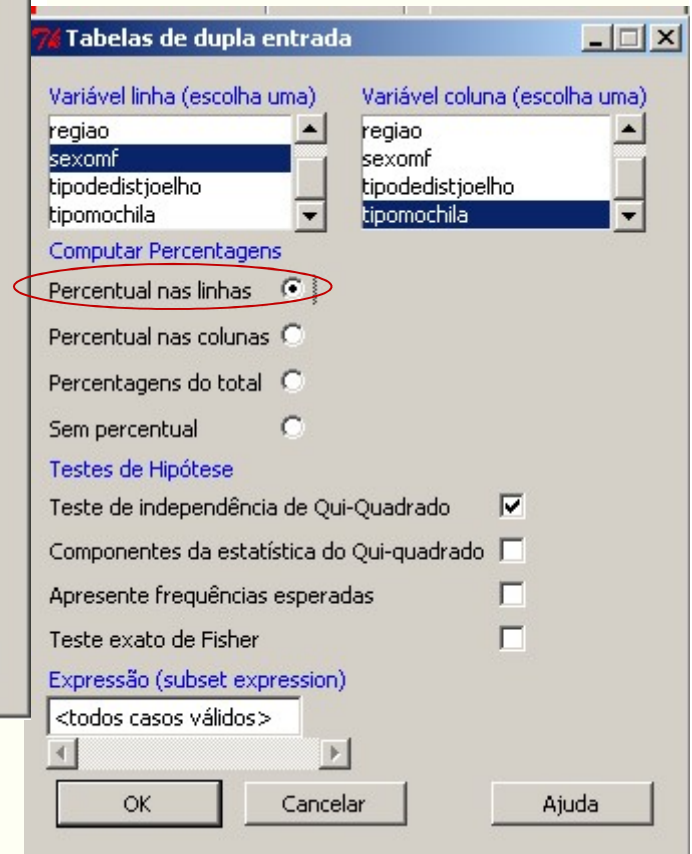 Tabelas de dupla entrada
Variável linha (escolha uma) Variável coluna (escolha uma)
regiao regiao
sexomf sexomf
tipodedistjoelho tipodedistjoelho
tipomochila tipomochila
Computar Percentagens
Percentual nas linhas
Percentual nas colunas
Percentagens do total
Sem percentual
Testes de Hipótese
Teste de independência de Qui-Quadrado
Componentes da estatística do Qui-quadrado
Apresente frequências esperadas
Teste exato de Fisher
Expressão (subset expression)
<todos casos válidos>
OK Cancelar Ajuda